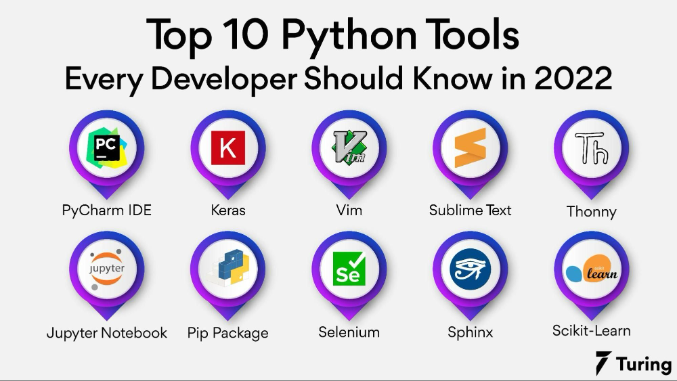 Top 10 Python Tools
Every Developer Should Know in 2022
PC
K
Vim
Th
PyCharm IDE
Keras
Vim
Sublime Text
Thonny
jupyter
Se
learn
Jupyter Notebook
Pip Package
Selenium
Sphinx
Scikit-Learn
Turing